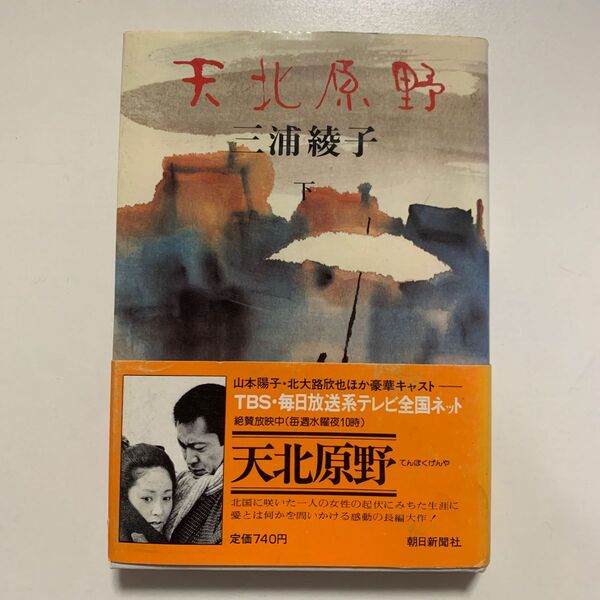 天北原野
三浦綾子
下
山本陽子・北大路欣也ほか豪華キャスト──
TBS・毎日放送系テレビ全国ネット
絶賛放映中(毎週水曜夜10時)
天北原野 てんぽくげんや
北国に咲いた一人の女性の起伏にみちた生涯に
愛とは何かを問いかける感動の長編大作!
定価740円
朝日新聞社